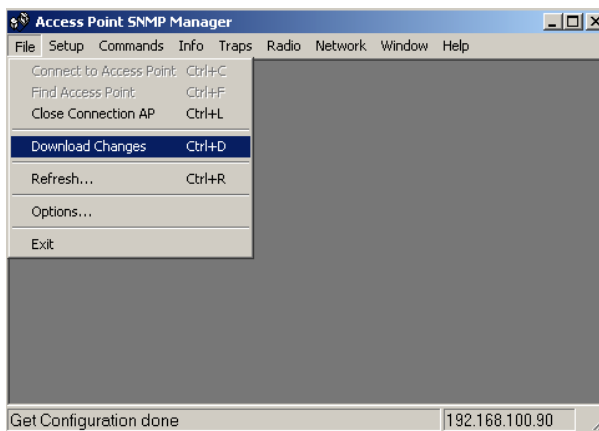 Access Point SNMP Manager
File Setup Commands Info Traps Radio Network Window Help
Connect to Access Point Ctrl+C
Find Access Point Ctrl+F
Close Connection AP Ctrl+L
Download Changes Ctrl+D
Refresh... Ctrl+R
Options...
Exit
Get Configuration done 192.168.100.90